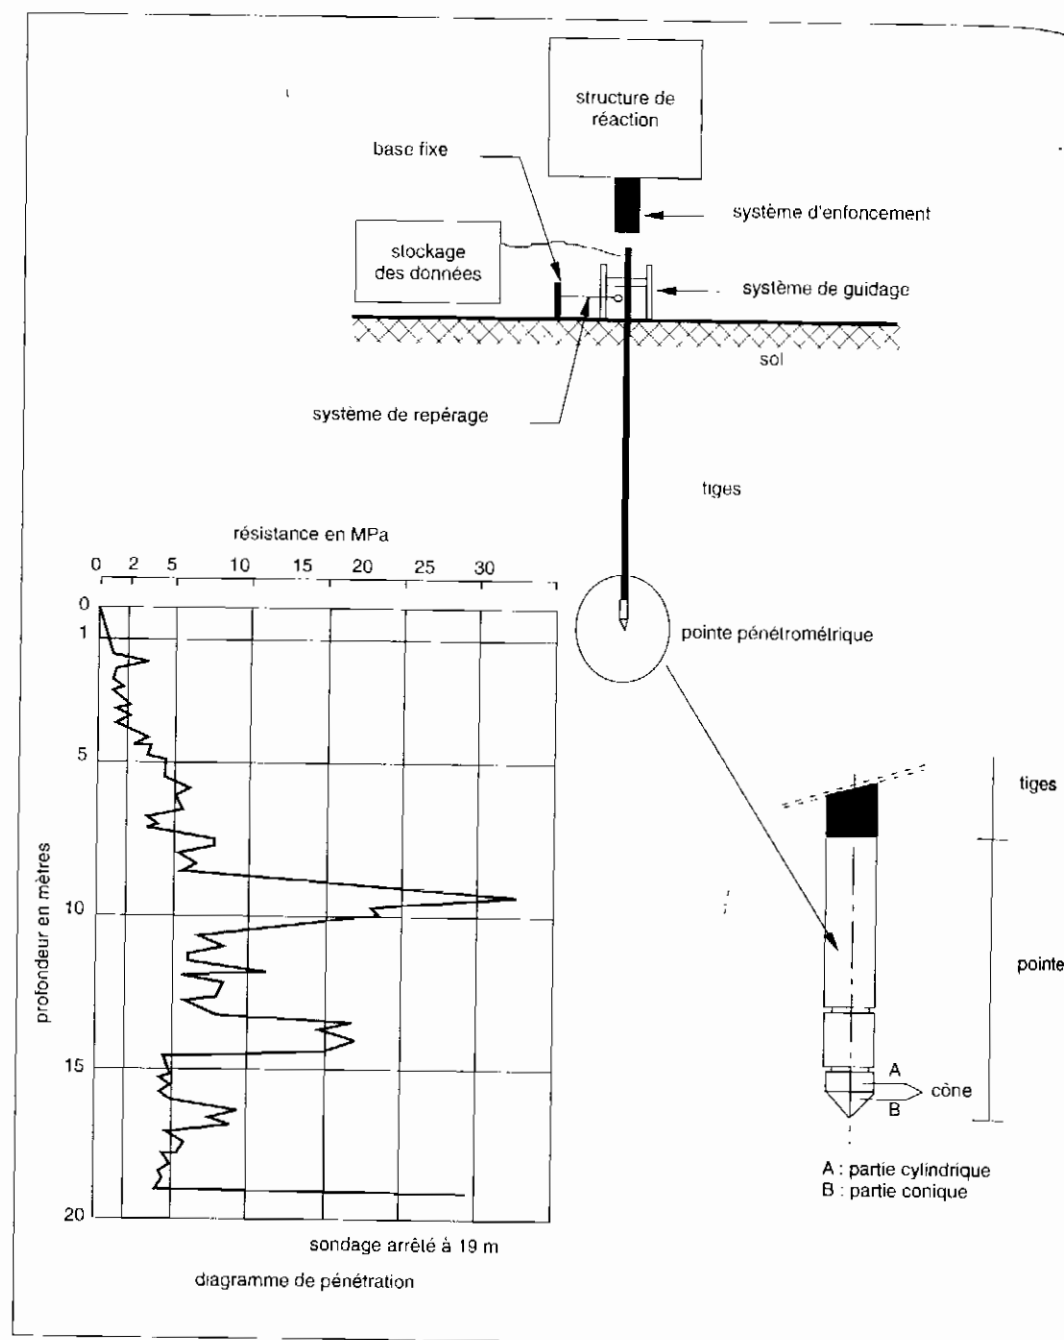 structure de
réaction
base fixe
système d'enfoncement
stockage
des données
système de guidage
sol
système de repérage
tiges
résistance en MPa
0 2 5 10 15 20 25 30
pointe pénétrométrique
0
1
5
10
15
20
profondeur en mètres
sondage arrêté à 19 m
diagramme de pénétration
tiges
pointe
A
B
cône
A : partie cylindrique
B : partie conique